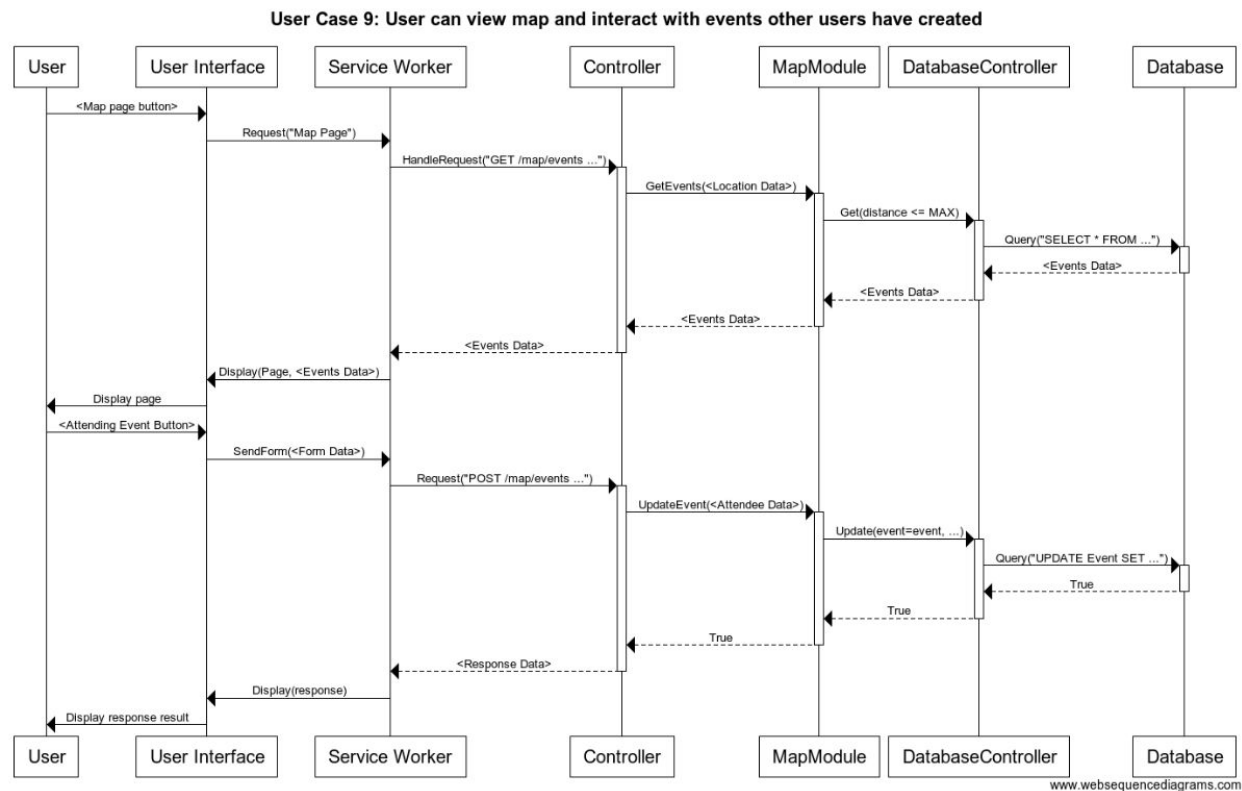 User Case 9: User can view map and interact with events other users have created
User
User Interface
Service Worker
Controller
MapModule
DatabaseController
Database
<Map page button>
Request("Map Page")
HandleRequest("GET /map/events ...")
GetEvents(<Location Data>)
Get(distance <= MAX)
Query("SELECT * FROM ...")
<Events Data>
<Events Data>
<Events Data>
<Events Data>
Display(Page, <Events Data>)
Display page
<Attending Event Button>
SendForm(<Form Data>)
Request("POST /map/events ...")
UpdateEvent(<Attendee Data>)
Update(event=event, ...)
Query("UPDATE Event SET ...")
True
True
True
<Response Data>
Display(response)
Display response result
User
User Interface
Service Worker
Controller
MapModule
DatabaseController
Database
www.websequencediagrams.com